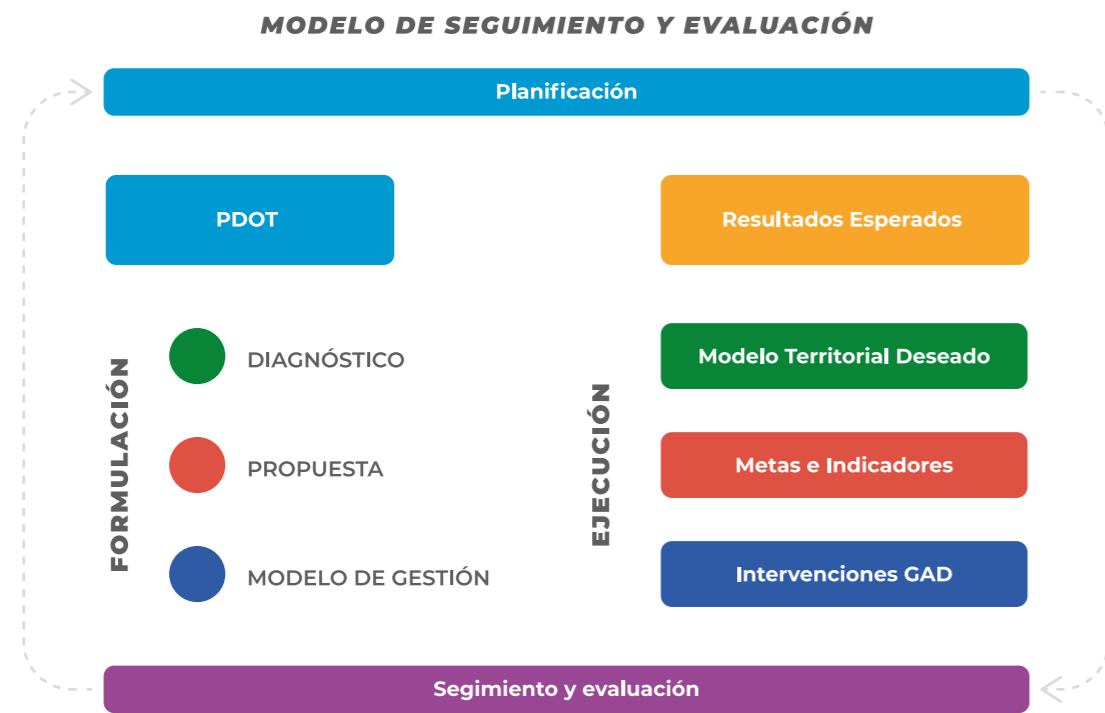 MODELO DE SEGUIMIENTO Y EVALUACIÓN
Planificación
PDOT
Resultados Esperados
FORMULACIÓN
DIAGNÓSTICO
PROPUESTA
MODELO DE GESTIÓN
EJECUCIÓN
Modelo Territorial Deseado
Metas e Indicadores
Intervenciones GAD
Segimiento y evaluación